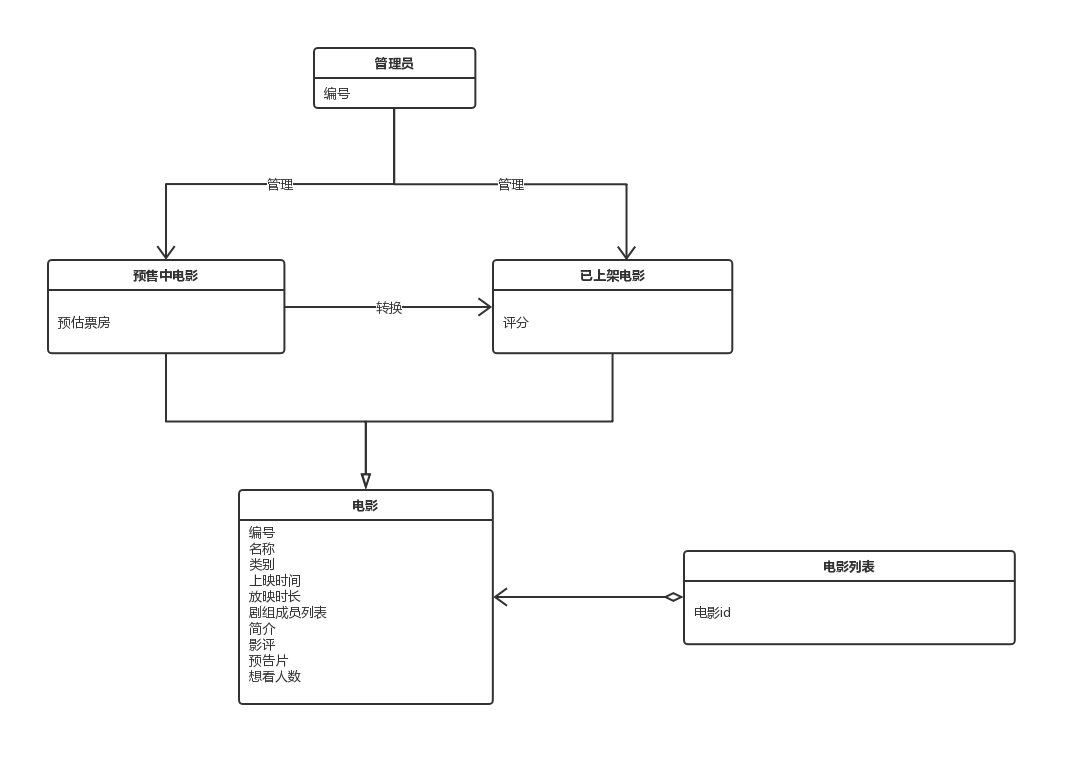 管理员
编号
管理
管理
预售中电影
预估票房
转换
已上架电影
评分
电影
编号
名称
类别
上映时间
放映时长
剧组成员列表
简介
影评
预告片
想看人数
电影列表
电影id